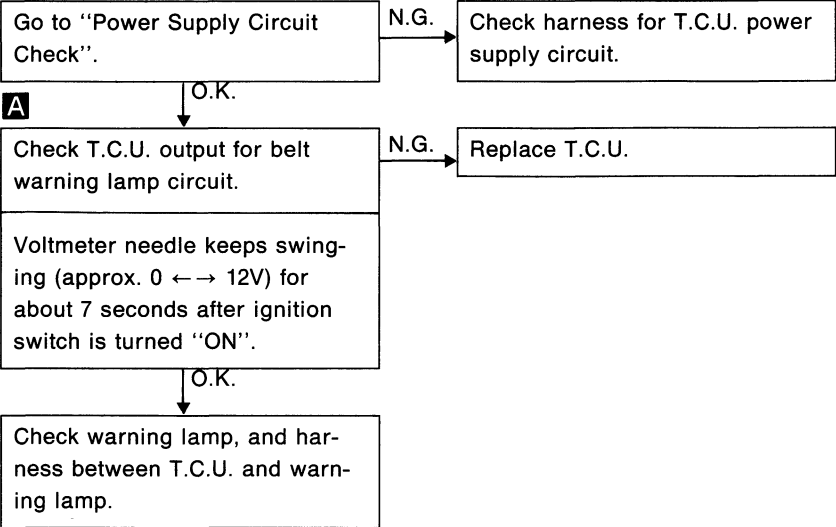 Go to "Power Supply Circuit
Check".
N.G.
Check harness for T.C.U. power
supply circuit.
O.K.
A
Check T.C.U. output for belt
warning lamp circuit.
N.G.
Replace T.C.U.
Voltmeter needle keeps swing-
ing (approx. 0 ←→ 12V) for
about 7 seconds after ignition
switch is turned "ON".
O.K.
Check warning lamp, and har-
ness between T.C.U. and warn-
ing lamp.